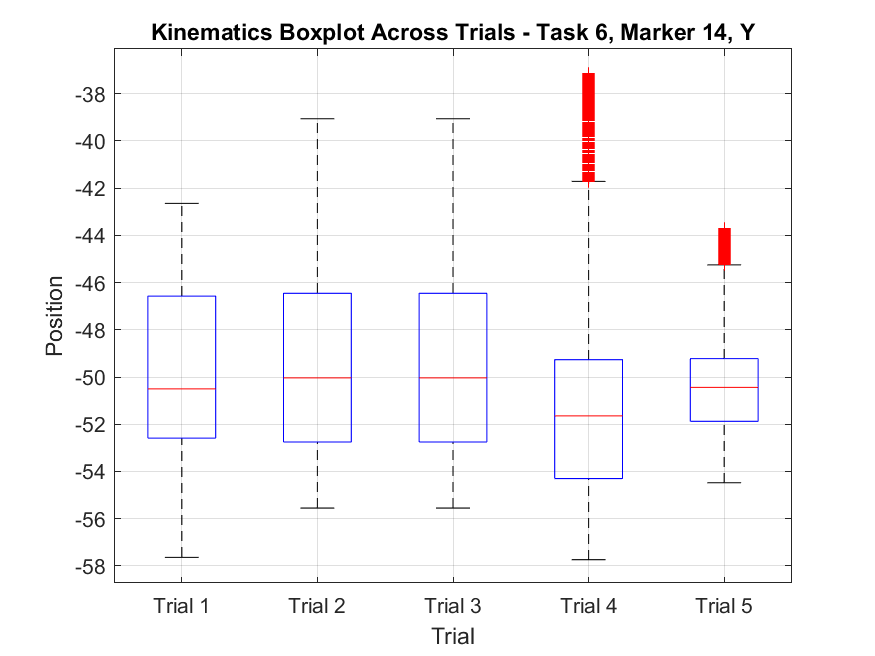 Kinematics Boxplot Across Trials - Task 6, Marker 14, Y
-38
-40
-42
-44
-46
-48
-50
-52
-54
-56
-58
Position
Trial 1 Trial 2 Trial 3 Trial 4 Trial 5
Trial